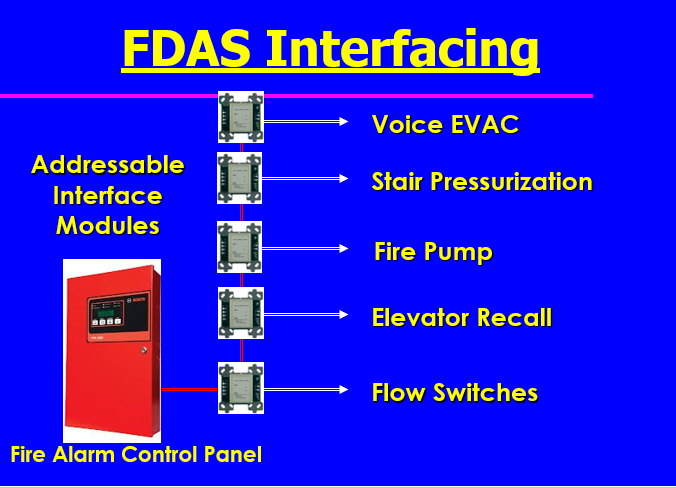 FDAS Interfacing
Voice EVAC
Addressable
Interface
Modules
Stair Pressurization
Fire Pump
BOSCH
Elevator Recall
Flow Switches
Fire Alarm Control Panel